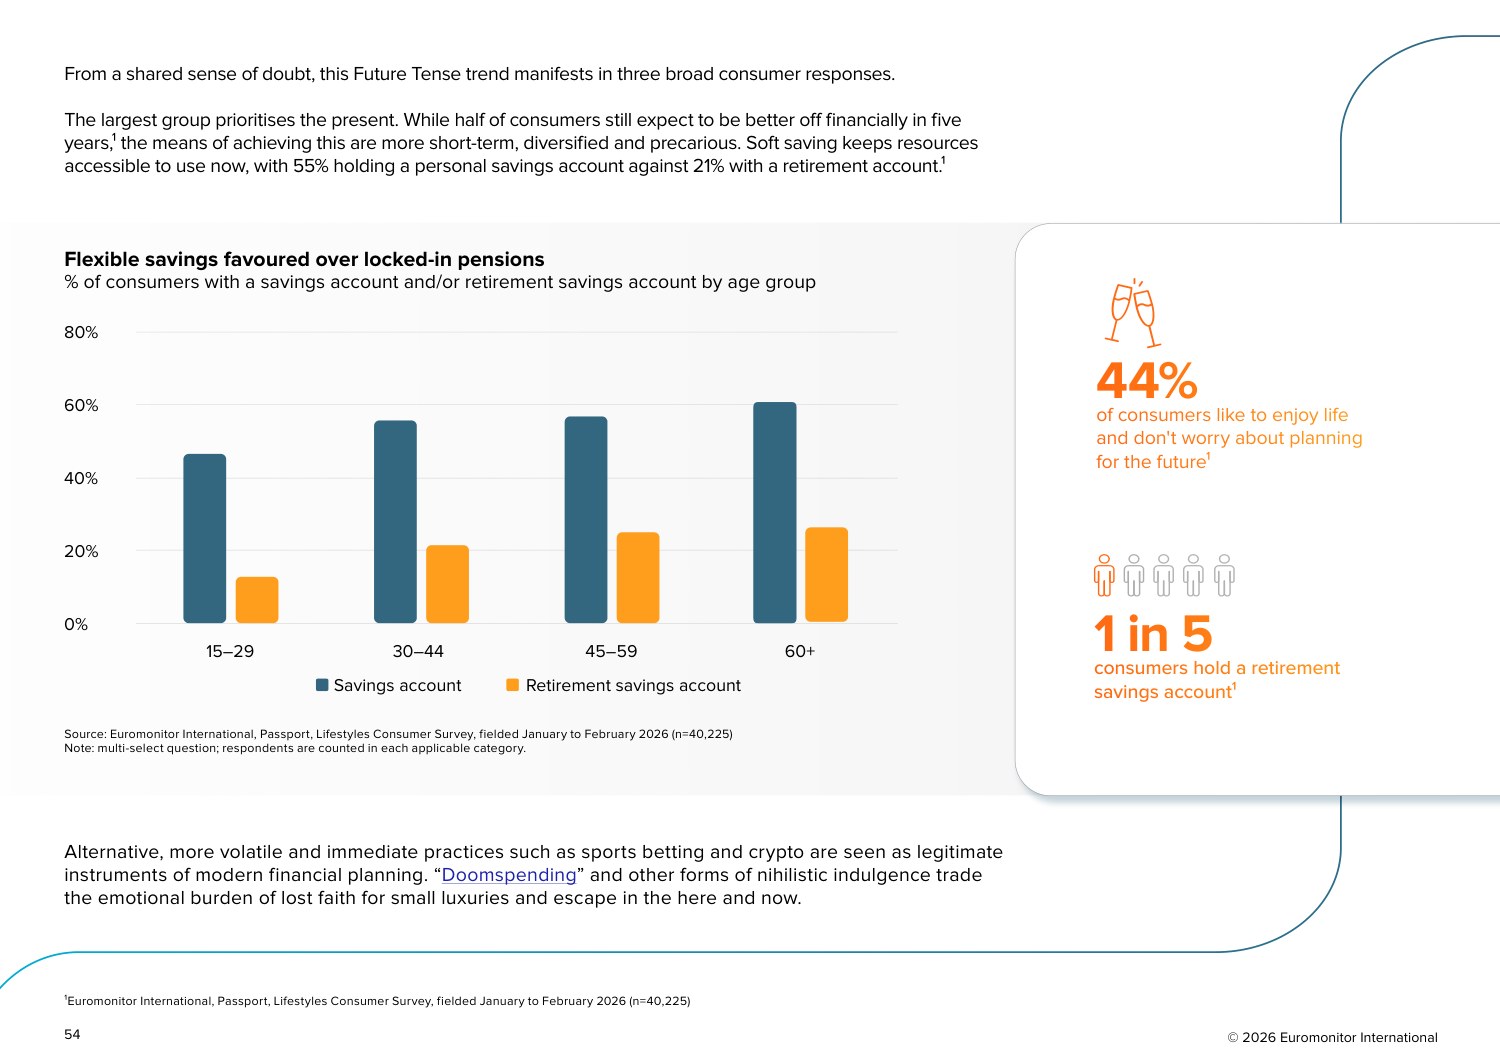 From a shared sense of doubt, this Future Tense trend manifests in three broad consumer responses.
The largest group prioritises the present. While half of consumers still expect to be better off financially in five
years,¹ the means of achieving this are more short-term, diversified and precarious. Soft saving keeps resources
accessible to use now, with 55% holding a personal savings account against 21% with a retirement account.¹
Flexible savings favoured over locked-in pensions
% of consumers with a savings account and/or retirement savings account by age group
80%
60%
40%
20%
0%
15–29 30–44 45–59 60+
Savings account Retirement savings account
Source: Euromonitor International, Passport, Lifestyles Consumer Survey, fielded January to February 2026 (n=40,225)
Note: multi-select question; respondents are counted in each applicable category.
44%
of consumers like to enjoy life
and don't worry about planning
for the future¹
1 in 5
consumers hold a retirement
savings account¹
Alternative, more volatile and immediate practices such as sports betting and crypto are seen as legitimate
instruments of modern financial planning. “Doomspending” and other forms of nihilistic indulgence trade
the emotional burden of lost faith for small luxuries and escape in the here and now.
¹Euromonitor International, Passport, Lifestyles Consumer Survey, fielded January to February 2026 (n=40,225)
54
© 2026 Euromonitor International